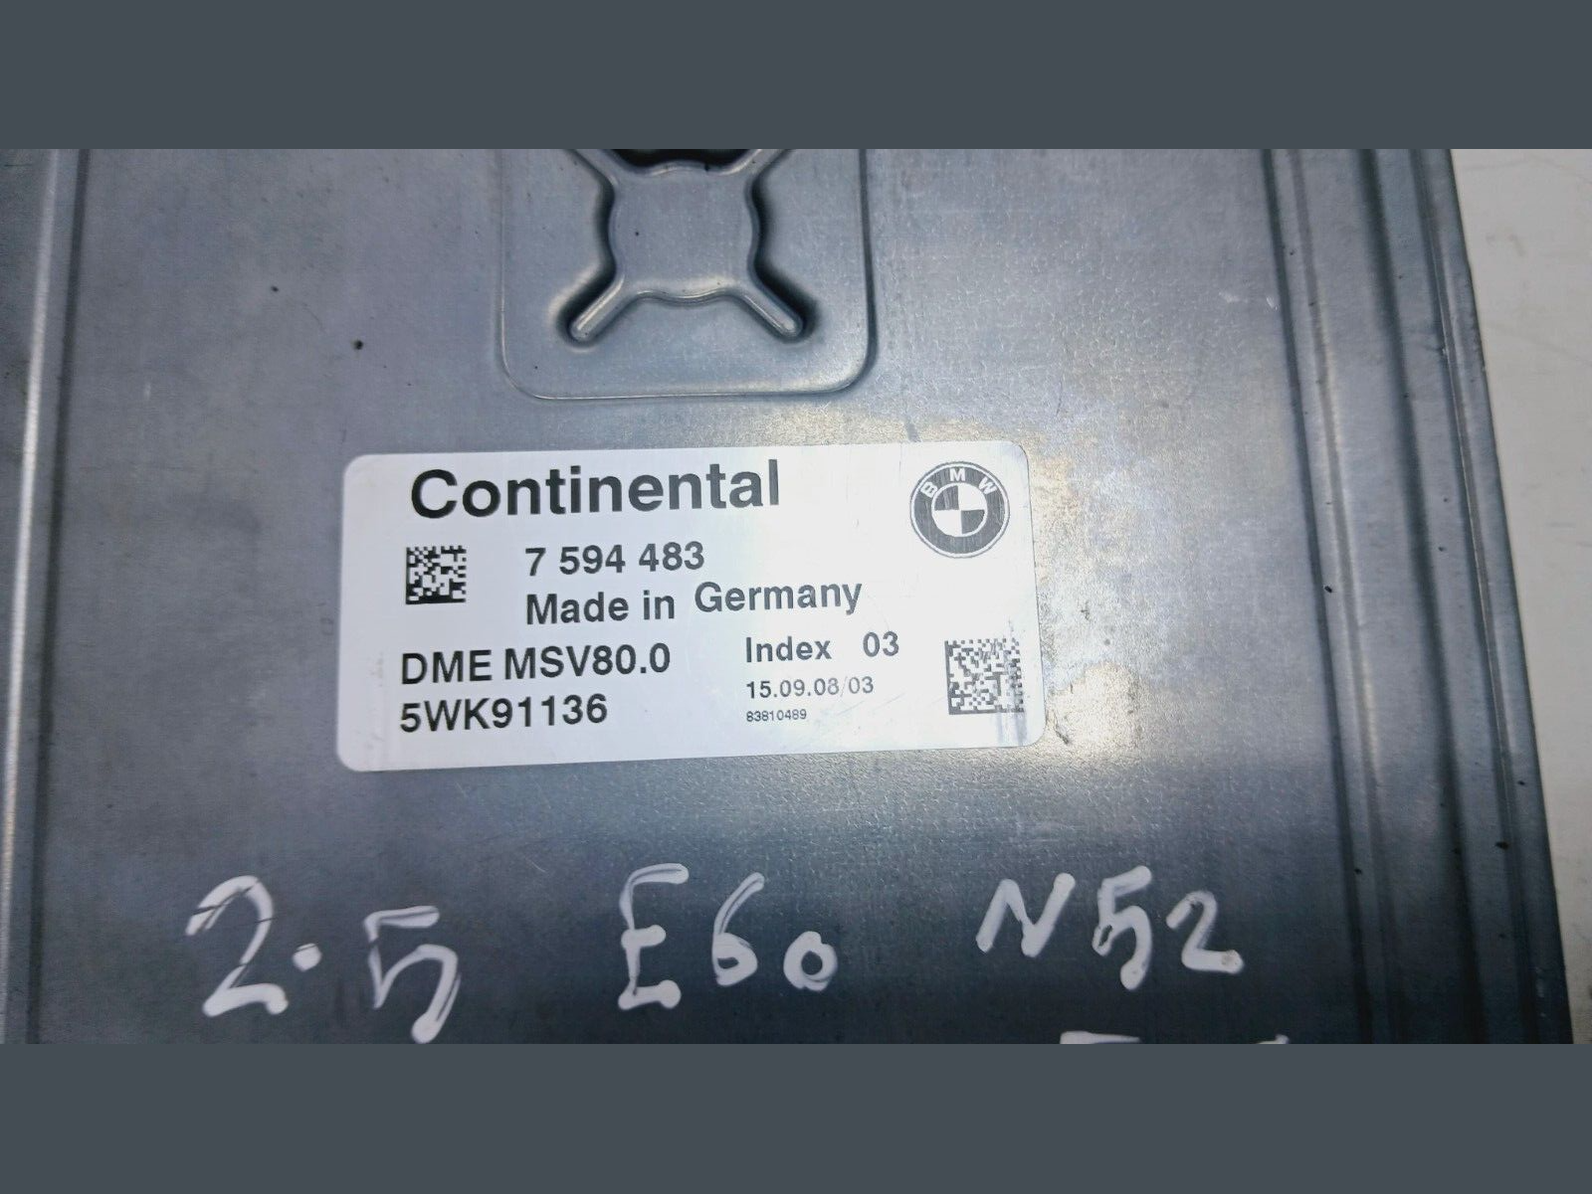 Continental
BMW
7 594 483
Made in Germany
DME MSV80.0
Index 03
5WK91136
15.09.08/03
83810489
2.5 E60 N52